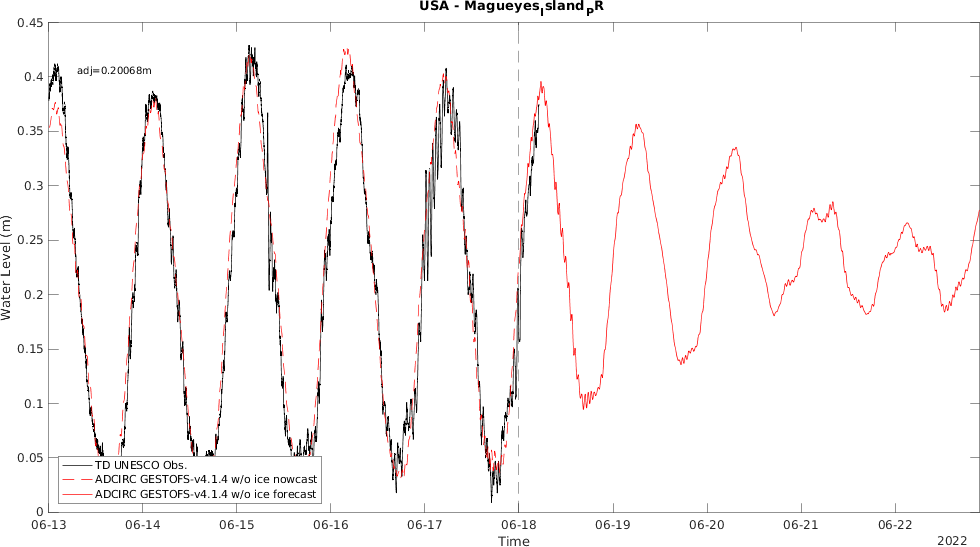 USA - Magueyes_Island_PR
0.45
adj=0.20068m
0.4
0.35
0.3
0.25
0.2
0.15
0.1
0.05
0
Water Level (m)
TD UNESCO Obs.
ADCIRC GESTOFS-v4.1.4 w/o ice nowcast
ADCIRC GESTOFS-v4.1.4 w/o ice forecast
06-13 06-14 06-15 06-16 06-17 06-18 06-19 06-20 06-21 06-22
Time
2022